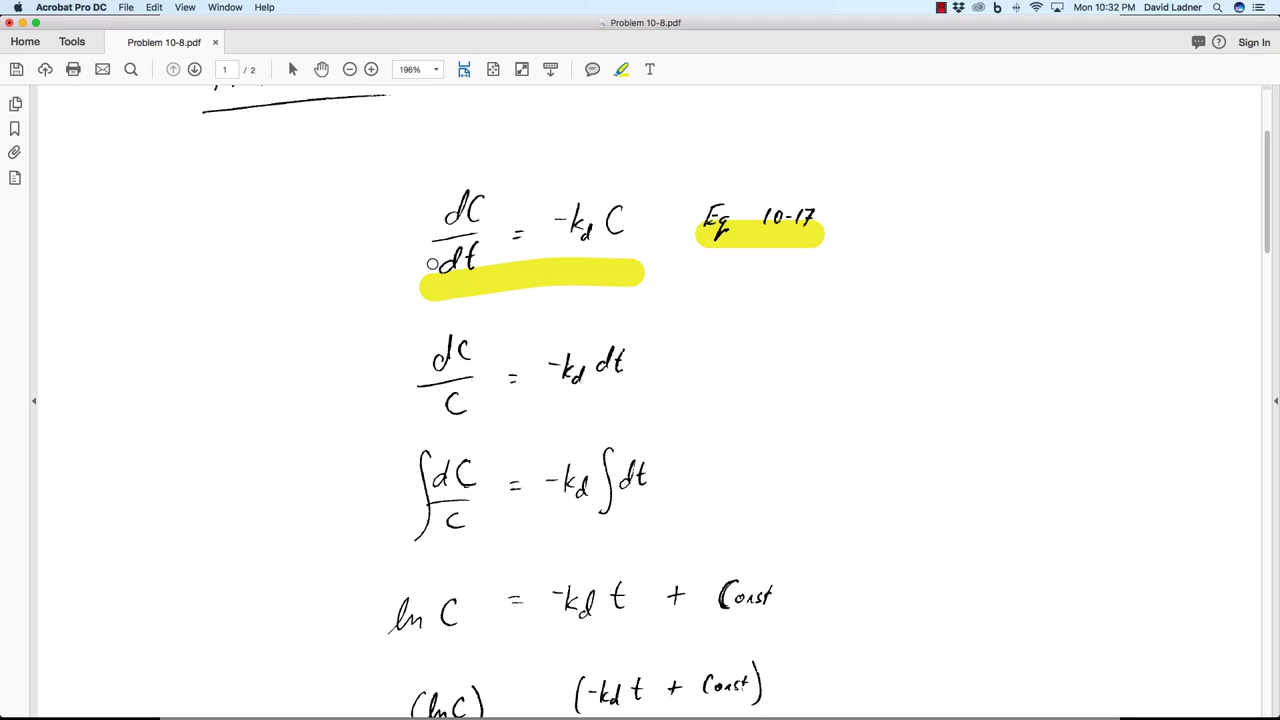 Acrobat Pro DC File Edit View Window Help Mon 10:32 PM David Ladner
Problem 10-8.pdf
Home Tools Problem 10-8.pdf × Sign In
1 / 2 196%
dC/dt = -k_d C Eq 10-17
dC/C = -k_d dt
∫ dC/C = -k_d ∫ dt
ln C = -k_d t + Const
(ln C) (-k_d t + Const)